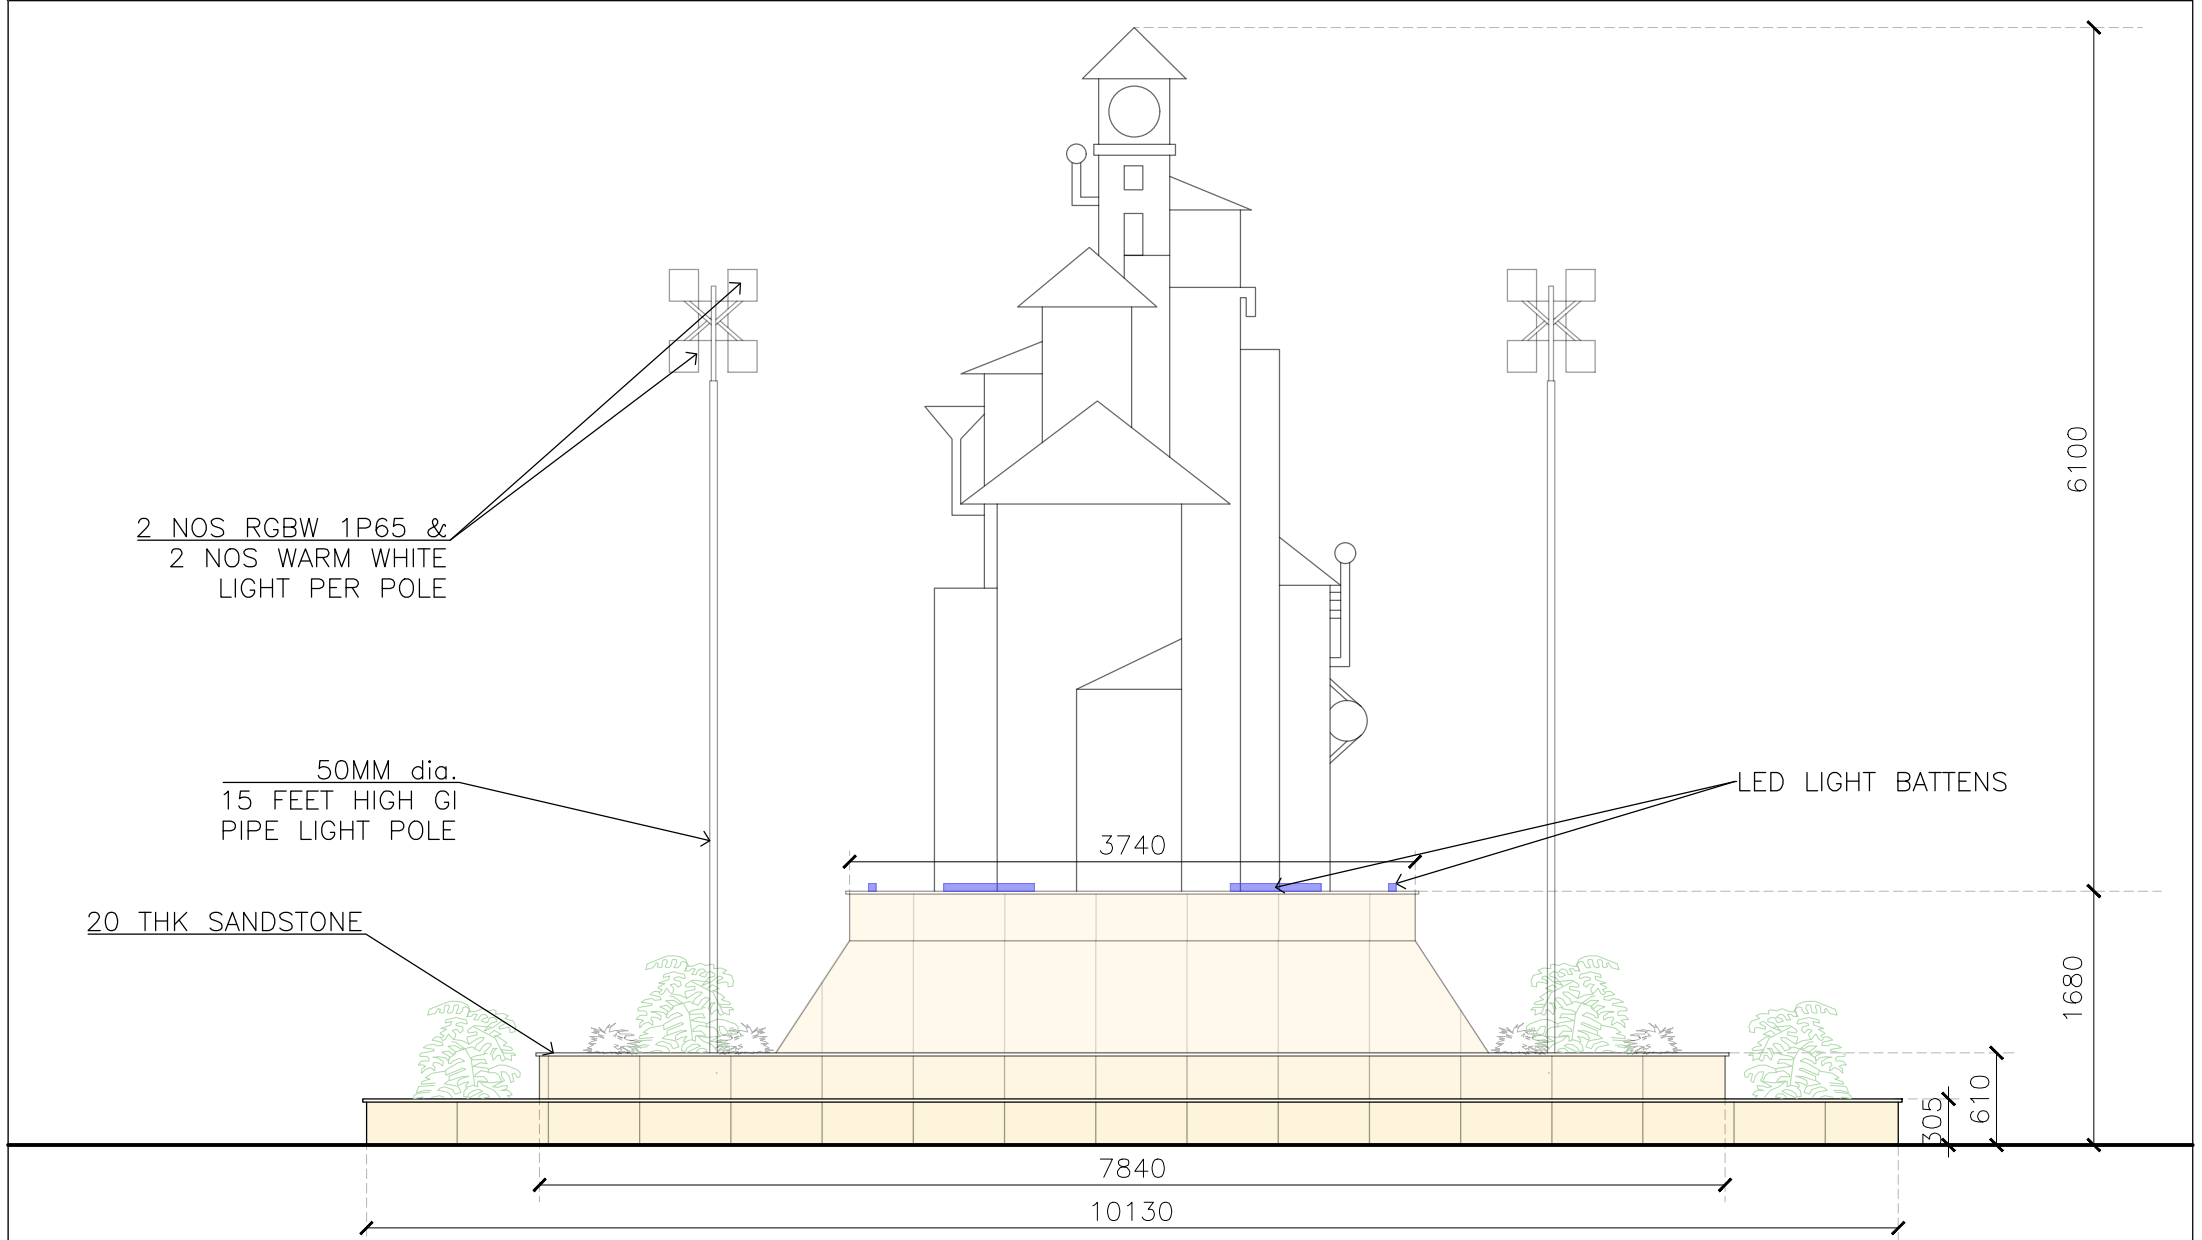 6100
2 NOS RGBW 1P65 &
2 NOS WARM WHITE
LIGHT PER POLE
50MM dia.
15 FEET HIGH GI
PIPE LIGHT POLE
LED LIGHT BATTENS
3740
20 THK SANDSTONE
1680
610
305
7840
10130